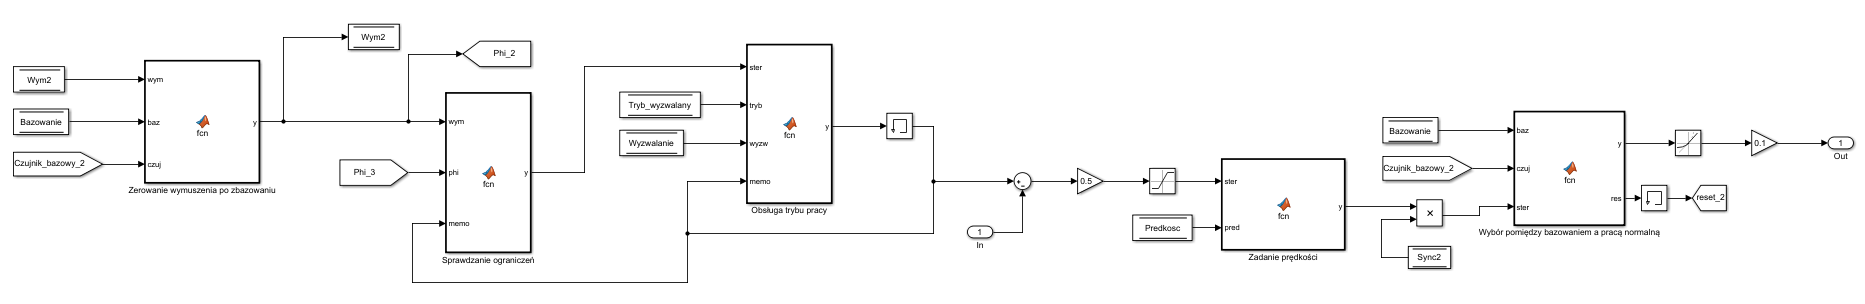 Wym2
Bazowanie
Czujnik_bazowy_2
wym
baz
czuj
fcn
y
Zerowanie wymuszenia po zbazowaniu
Wym2
Phi_2
Phi_3
wym
phi
memo
fcn
y
Sprawdzanie ograniczeń
Tryb_wyzwalany
Wyzwalanie
ster
tryb
wyzw
memo
fcn
y
Obsługa trybu pracy
1
In
0.5
Predkosc
ster
pred
fcn
y
Zadanie prędkości
×
Sync2
Bazowanie
Czujnik_bazowy_2
baz
czuj
ster
fcn
y
res
Wybór pomiędzy bazowaniem a pracą normalną
0.1
1
Out
reset_2